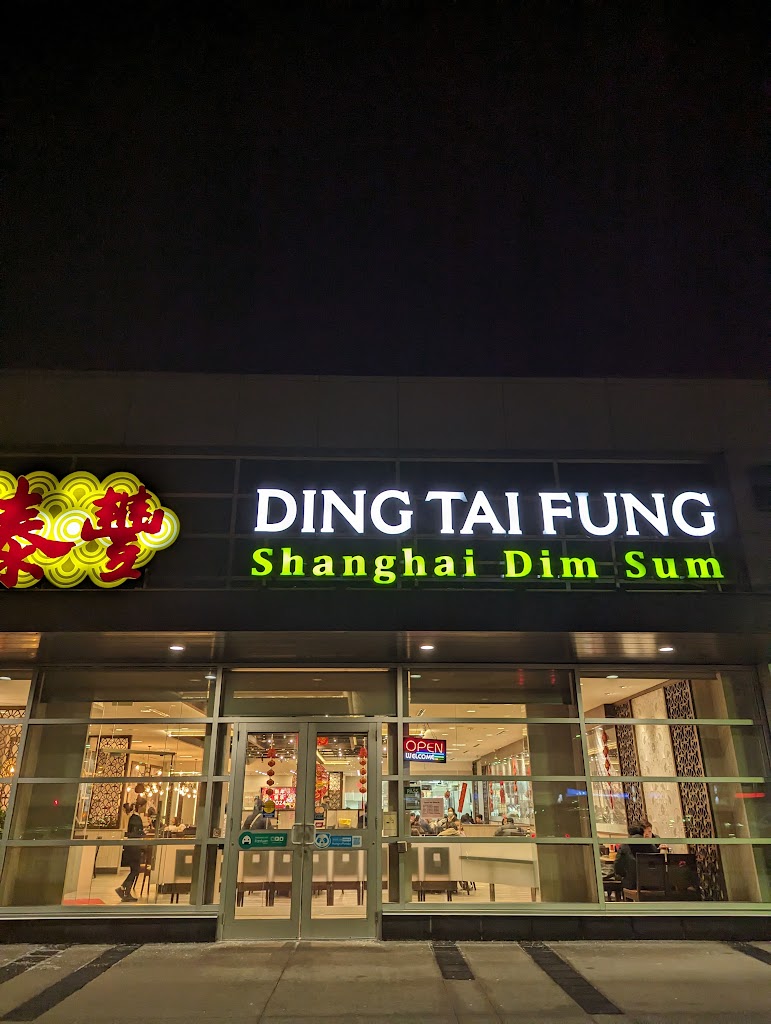 泰豐
DING TAI FUNG
Shanghai Dim Sum
OPEN
WELCOME